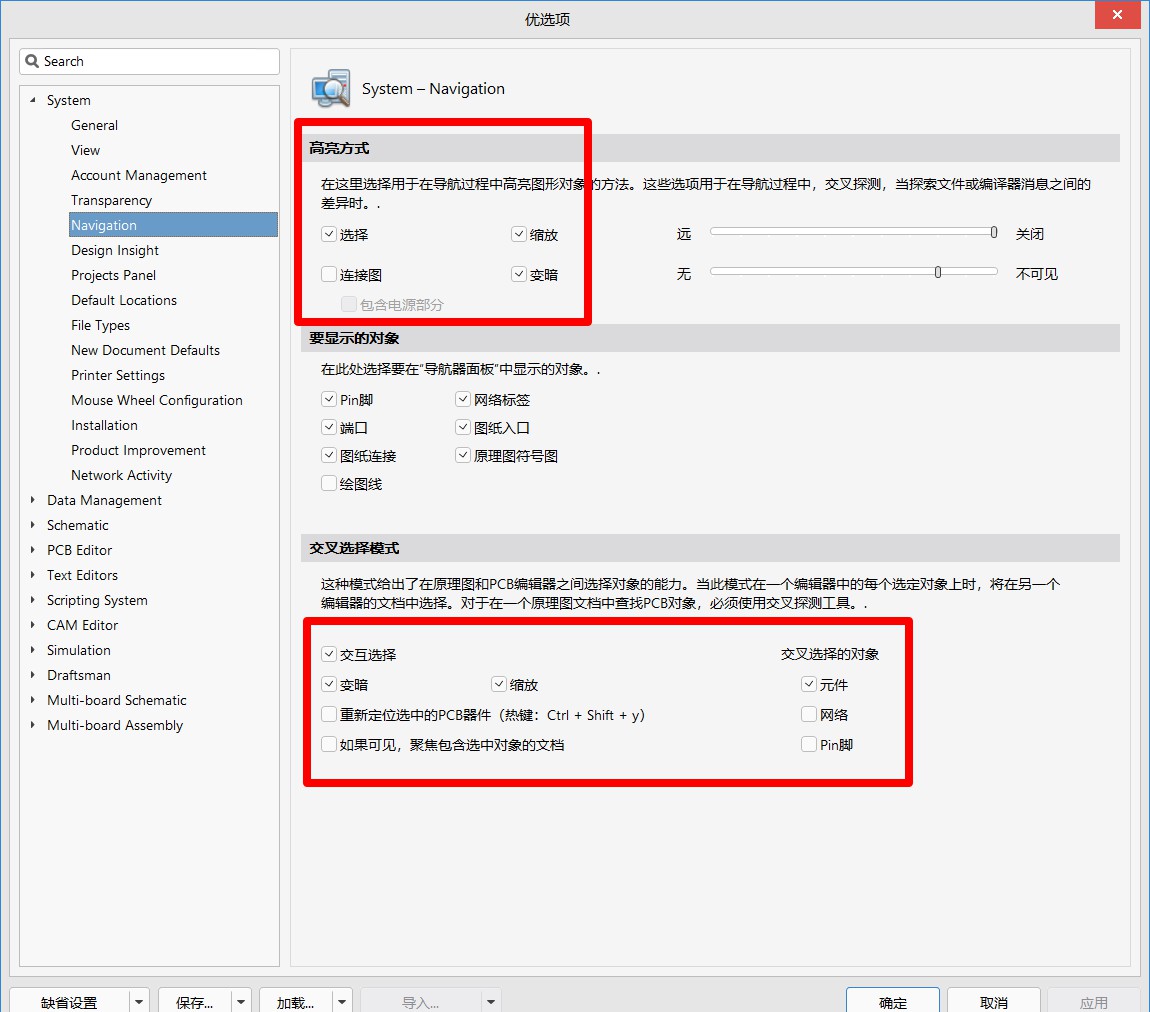 优选项
Search
System
General
View
Account Management
Transparency
Navigation
Design Insight
Projects Panel
Default Locations
File Types
New Document Defaults
Printer Settings
Mouse Wheel Configuration
Installation
Product Improvement
Network Activity
Data Management
Schematic
PCB Editor
Text Editors
Scripting System
CAM Editor
Simulation
Draftsman
Multi-board Schematic
Multi-board Assembly
System – Navigation
高亮方式
在这里选择用于在导航过程中高亮图形对象的方法。这些选项用于在导航过程中，交叉探测，当探索文件或编译器消息之间的
差异时。.
选择 缩放 远 关闭
连接图 变暗 无 不可见
包含电源部分
要显示的对象
在此处选择要在“导航器面板”中显示的对象。.
Pin脚 网络标签
端口 图纸入口
图纸连接 原理图符号图
绘图线
交叉选择模式
这种模式给出了在原理图和PCB编辑器之间选择对象的能力。当此模式在一个编辑器中的每个选定对象上时，将在另一个
编辑器的文档中选择。对于在一个原理图文档中查找PCB对象，必须使用交叉探测工具。.
交互选择 交叉选择的对象
变暗 缩放 元件
重新定位选中的PCB器件（热键：Ctrl + Shift + y） 网络
如果可见，聚焦包含选中对象的文档 Pin脚
缺省设置 保存... 加载... 导入... 确定 取消 应用